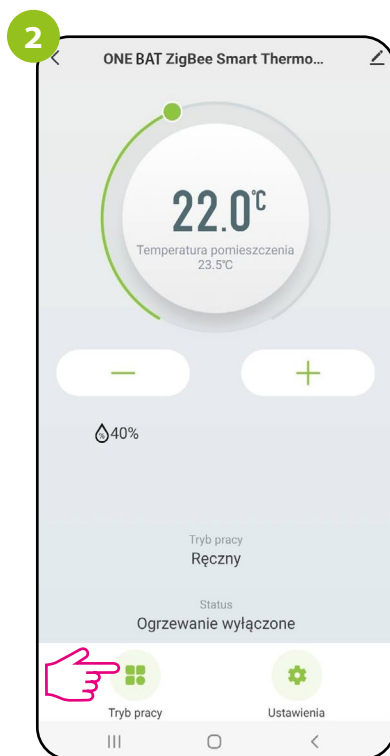 2
ONE BAT ZigBee Smart Thermo...
22.0℃
Temperatura pomieszczenia
23.5℃
40%
Tryb pracy
Ręczny
Status
Ogrzewanie wyłączone
Tryb pracy
Ustawienia